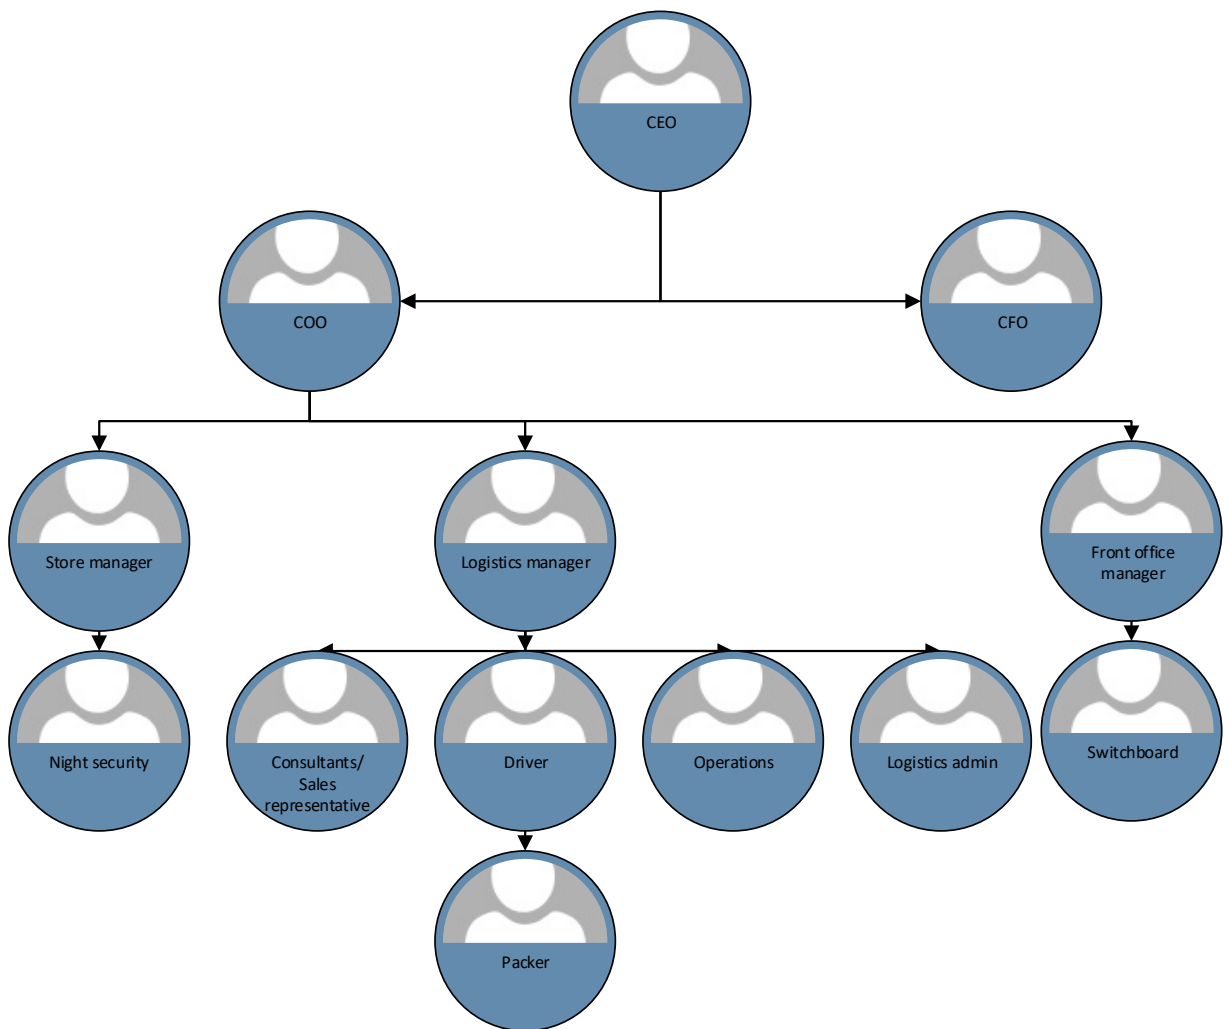 CEO
COO
CFO
Store manager
Logistics manager
Front office
manager
Night security
Consultants/
Sales
representative
Driver
Operations
Logistics admin
Switchboard
Packer